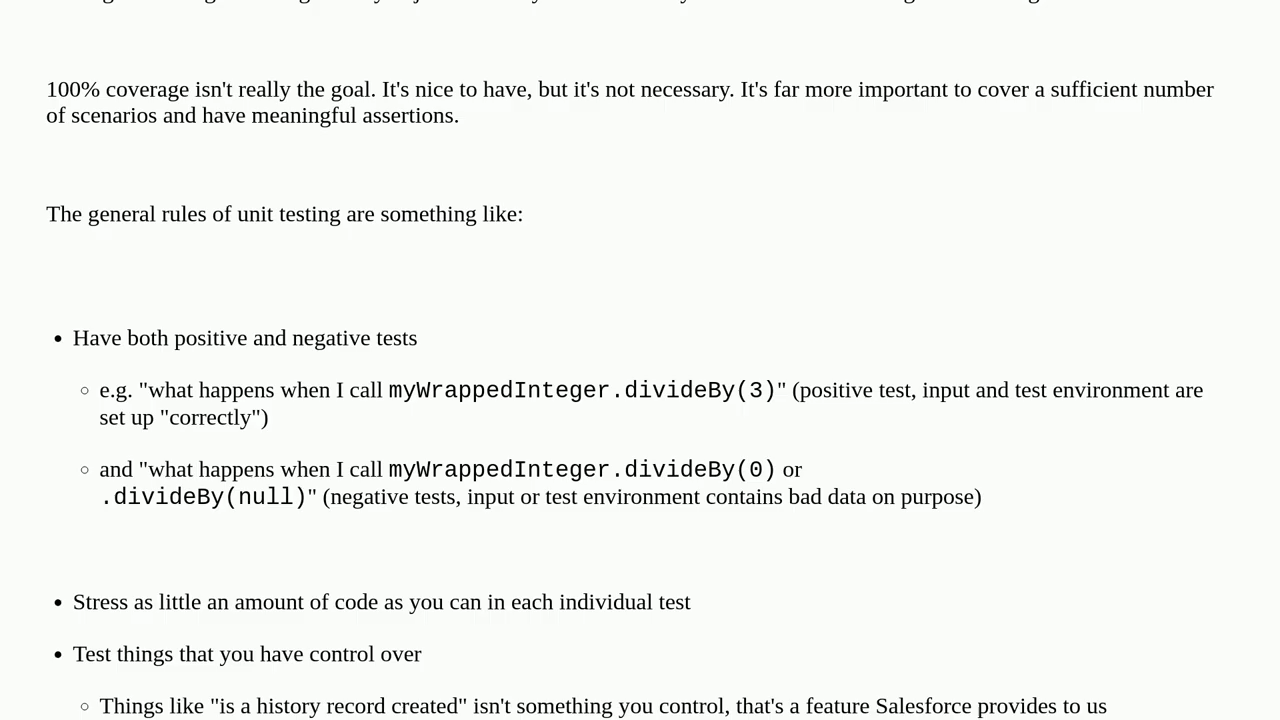 100% coverage isn't really the goal. It's nice to have, but it's not necessary. It's far more important to cover a sufficient number
of scenarios and have meaningful assertions.
The general rules of unit testing are something like:
• Have both positive and negative tests
◦ e.g. "what happens when I call myWrappedInteger.divideBy(3)" (positive test, input and test environment are
set up "correctly")
◦ and "what happens when I call myWrappedInteger.divideBy(0) or
.divideBy(null)" (negative tests, input or test environment contains bad data on purpose)
• Stress as little an amount of code as you can in each individual test
• Test things that you have control over
◦ Things like "is a history record created" isn't something you control, that's a feature Salesforce provides to us